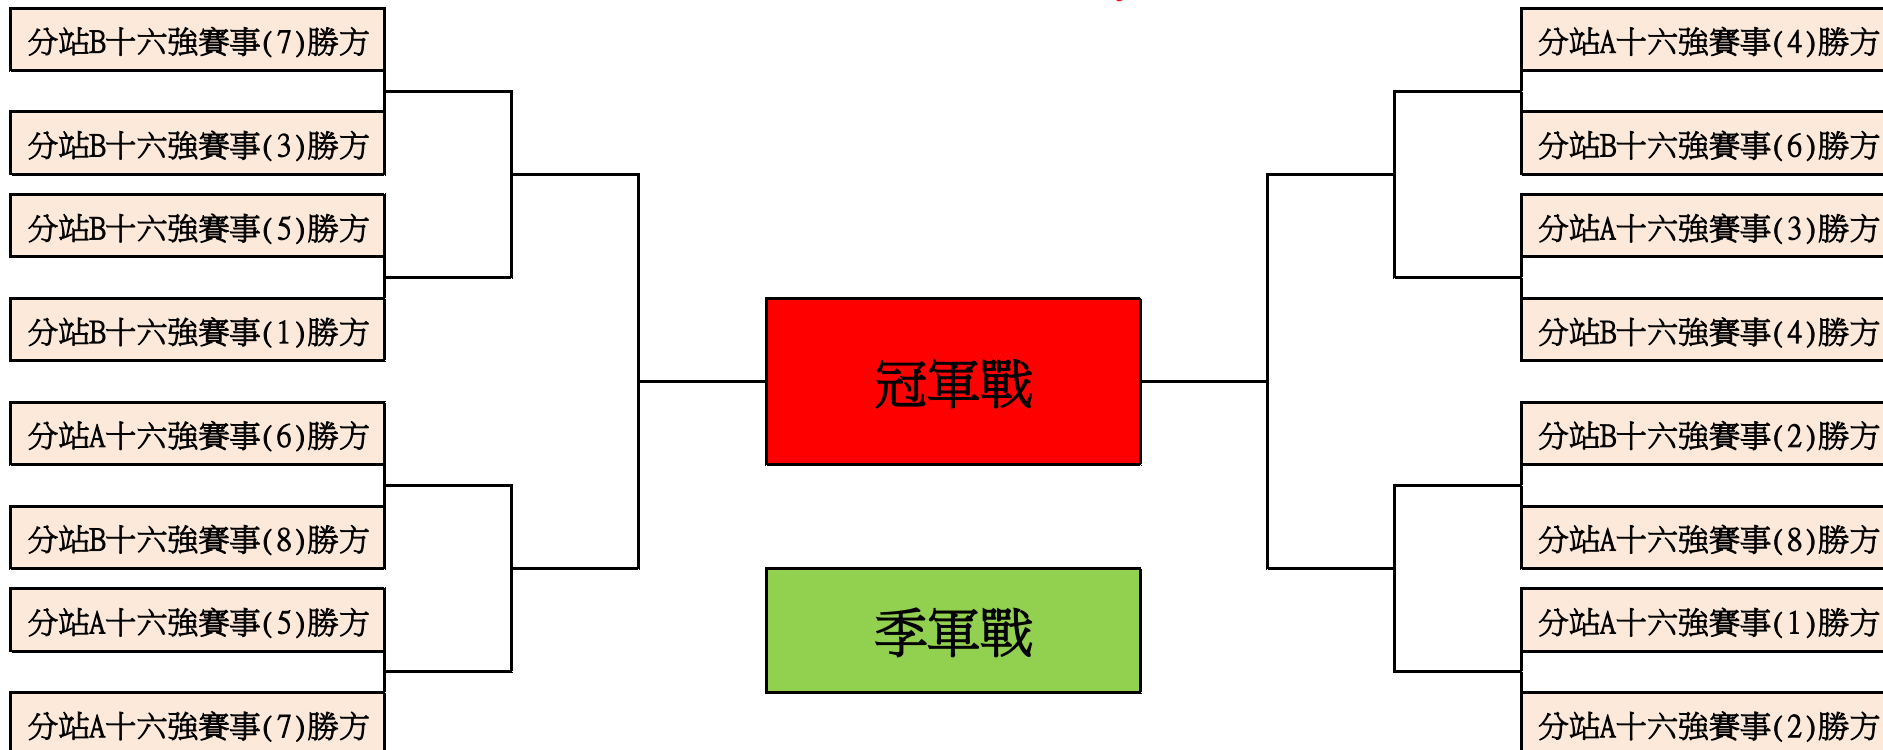 分站B十六強賽事(7)勝方
分站B十六強賽事(3)勝方
分站B十六強賽事(5)勝方
分站B十六強賽事(1)勝方
分站A十六強賽事(6)勝方
分站B十六強賽事(8)勝方
分站A十六強賽事(5)勝方
分站A十六強賽事(7)勝方
冠軍戰
季軍戰
分站A十六強賽事(4)勝方
分站B十六強賽事(6)勝方
分站A十六強賽事(3)勝方
分站B十六強賽事(4)勝方
分站B十六強賽事(2)勝方
分站A十六強賽事(8)勝方
分站A十六強賽事(1)勝方
分站A十六強賽事(2)勝方